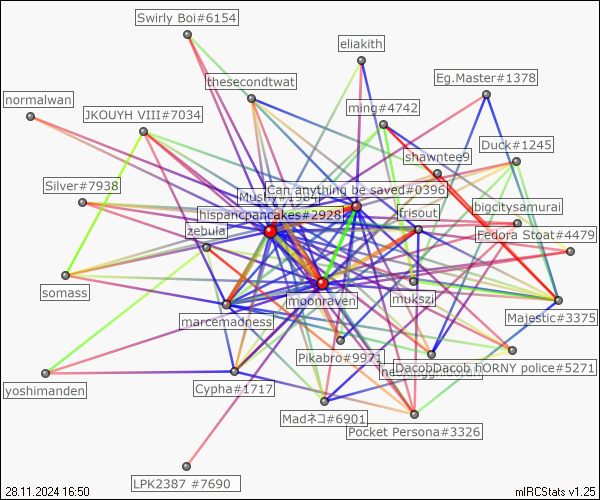 Swirly Boi#6154
eliakith
thesecondtwat
Eg.Master#1378
normalwan
JKOUYH VIII#7034
ming#4742
Duck#1245
shawntee9
Silver#7938
Can anything be saved#0396
hispancpancakes#2928
frisout
bigcitysamurai
zebula
Fedora Stoat#4479
somass
moonraven
mukszi
marcemadness
Majestic#3375
Pikabro#9971
DacobDacob
hORNY police#5271
yoshimanden
Cypha#1717
Madネコ#6901
Pocket Persona#3326
LPK2387 #7690
28.11.2024 16:50
mIRCStats v1.25